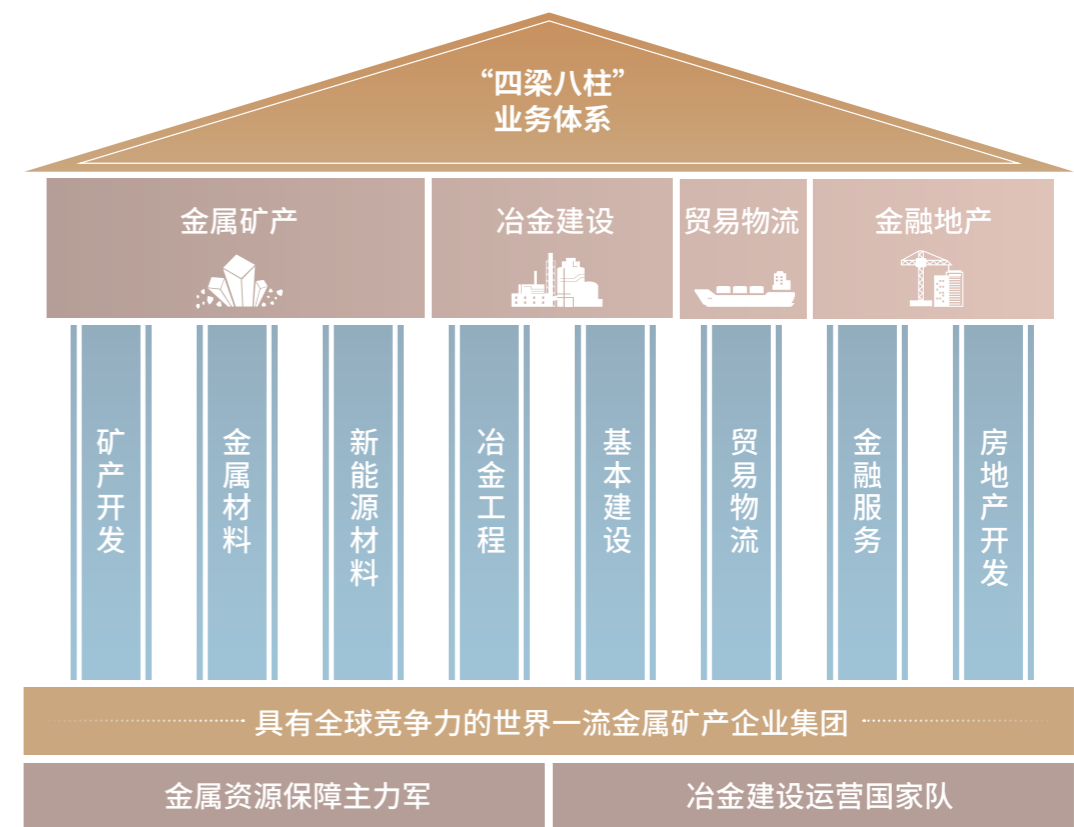 “四梁八柱”
业务体系
金属矿产
冶金建设
贸易物流
金融地产
矿产开发
金属材料
新能源材料
冶金工程
基本建设
贸易物流
金融服务
房地产开发
具有全球竞争力的世界一流金属矿产企业集团
金属资源保障主力军
冶金建设运营国家队